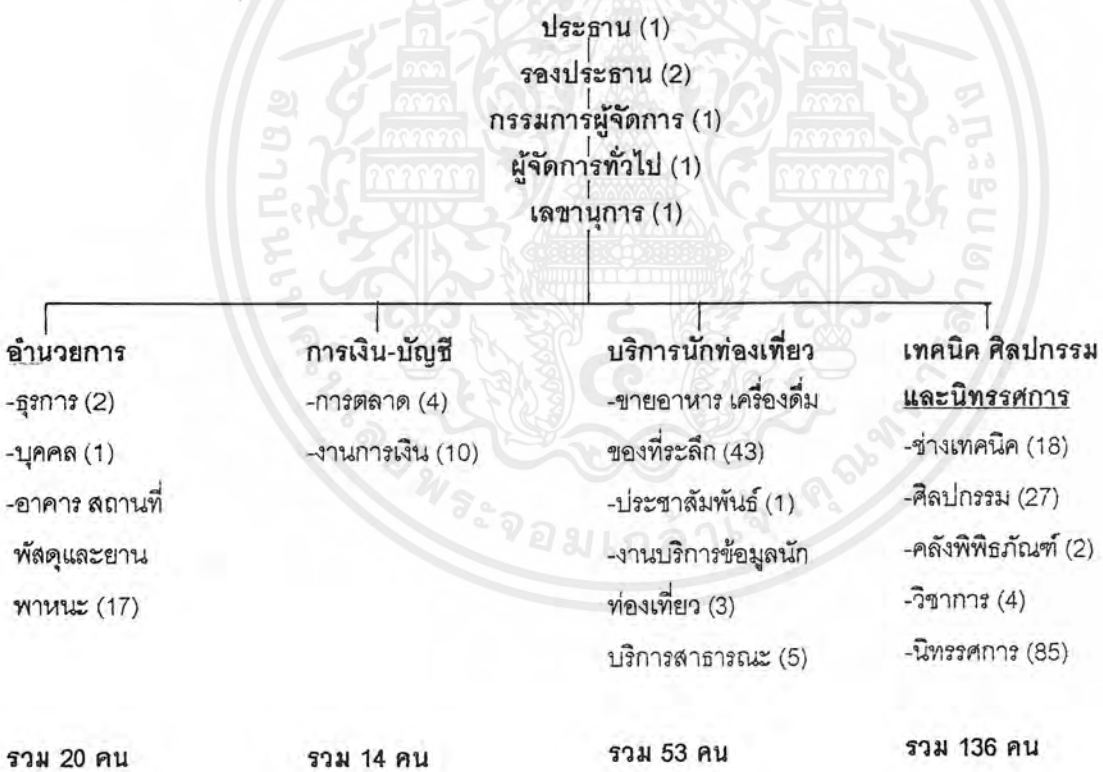 ประธาน (1)
รองประธาน (2)
กรรมการผู้จัดการ (1)
ผู้จัดการทั่วไป (1)
เลขานุการ (1)
อำนวยการ
-ธุรการ (2)
-บุคคล (1)
-อาคาร สถานที่
พัสดุและยาน
พาหนะ (17)
รวม 20 คน
การเงิน-บัญชี
-การตลาด (4)
-งานการเงิน (10)
รวม 14 คน
บริการนักท่องเที่ยว
-ขายอาหาร เครื่องดื่ม
ของที่ระลึก (43)
-ประชาสัมพันธ์ (1)
-งานบริการข้อมูลนัก
ท่องเที่ยว (3)
บริการสาธารณะ (5)
รวม 53 คน
เทคนิค ศิลปกรรม
และนิทรรศการ
-ช่างเทคนิค (18)
-ศิลปกรรม (27)
-คลังพิพิธภัณฑ์ (2)
-วิชาการ (4)
-นิทรรศการ (85)
รวม 136 คน